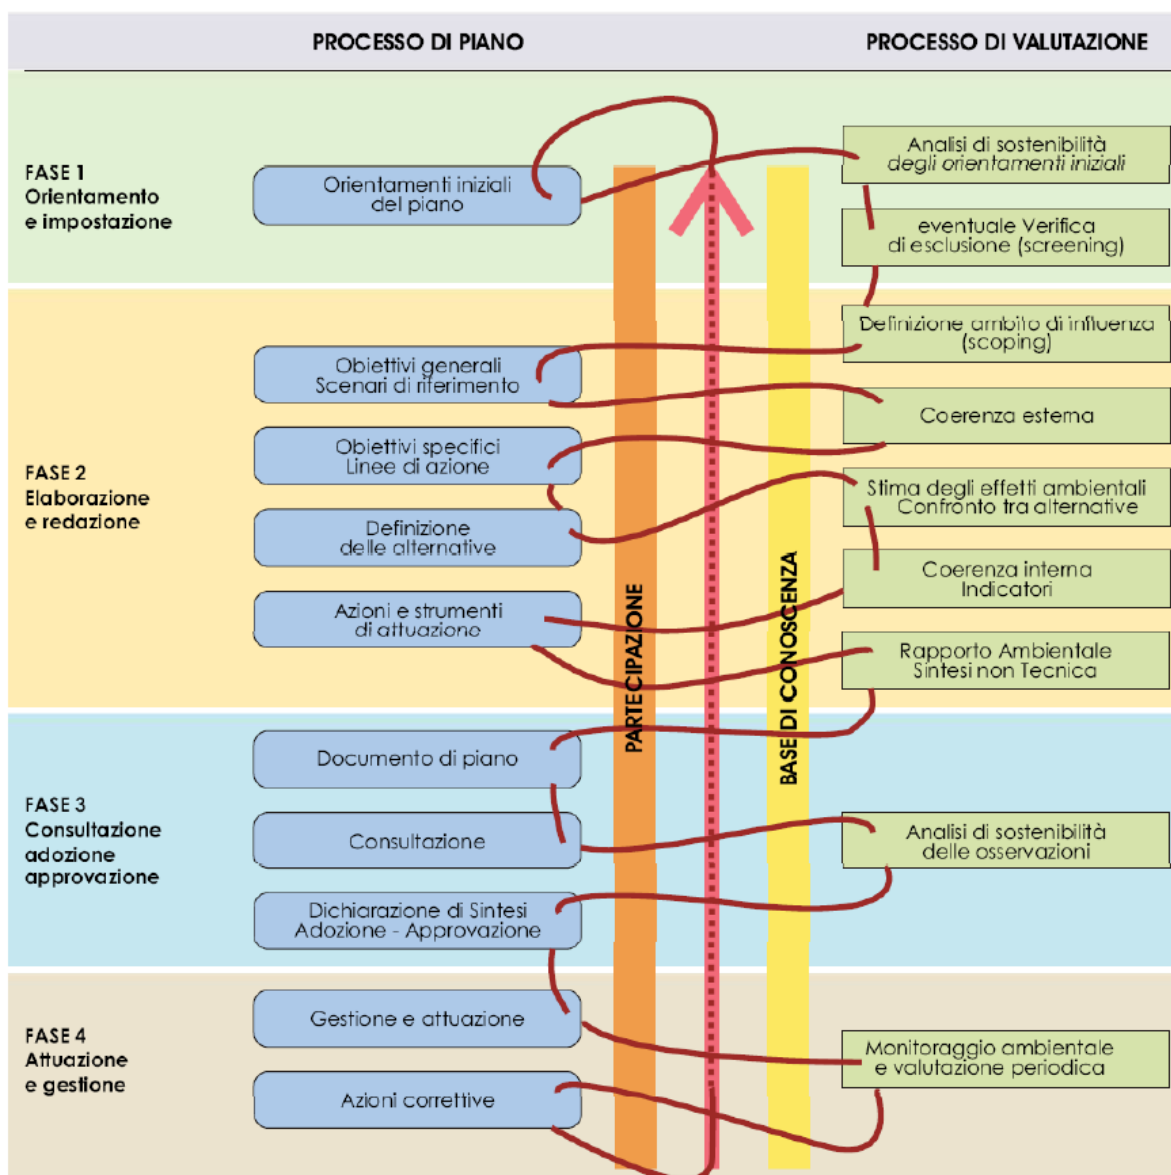 PROCESSO DI PIANO
PROCESSO DI VALUTAZIONE
FASE 1
Orientamento
e impostazione
Orientamenti iniziali
del piano
Analisi di sostenibilità
degli orientamenti iniziali
eventuale Verifica
di esclusione (screening)
FASE 2
Elaborazione
e redazione
Definizione ambito di influenza
(scoping)
Obiettivi generali
Scenari di riferimento
Coerenza esterna
Obiettivi specifici
Linee di azione
Stima degli effetti ambientali
Confronto tra alternative
Definizione
delle alternative
Coerenza interna
Indicatori
Azioni e strumenti
di attuazione
Rapporto Ambientale
Sintesi non Tecnica
PARTECIPAZIONE
BASE DI CONOSCENZA
FASE 3
Consultazione
adozione
approvazione
Documento di piano
Consultazione
Analisi di sostenibilità
delle osservazioni
Dichiarazione di Sintesi
Adozione - Approvazione
FASE 4
Attuazione
e gestione
Gestione e attuazione
Monitoraggio ambientale
e valutazione periodica
Azioni correttive